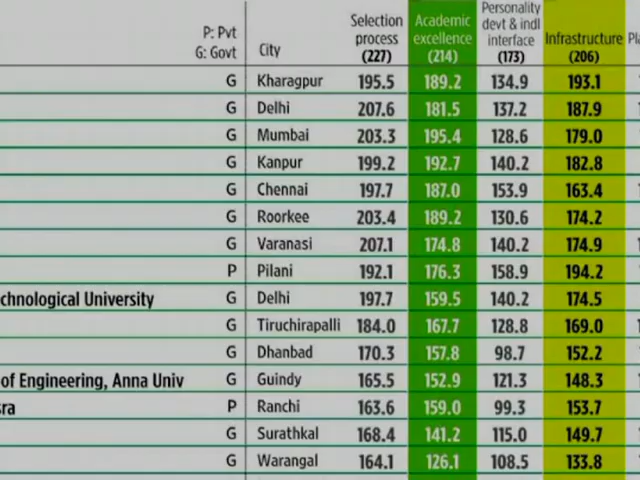 P: Pvt
G: Govt
City
Selection process (227)
Academic excellence (214)
Personality devt & indl interface (173)
Infrastructure (206)
G Kharagpur 195.5 189.2 134.9 193.1
G Delhi 207.6 181.5 137.2 187.9
G Mumbai 203.3 195.4 128.6 179.0
G Kanpur 199.2 192.7 140.2 182.8
G Chennai 197.7 187.0 153.9 163.4
G Roorkee 203.4 189.2 130.6 174.2
G Varanasi 207.1 174.8 140.2 174.9
P Pilani 192.1 176.3 158.9 194.2
chnological University G Delhi 197.7 159.5 140.2 174.5
G Tiruchirapalli 184.0 167.7 128.8 169.0
G Dhanbad 170.3 157.8 98.7 152.2
of Engineering, Anna Univ G Guindy 165.5 152.9 121.3 148.3
ra P Ranchi 163.6 159.0 99.3 153.7
G Surathkal 168.4 141.2 115.0 149.7
G Warangal 164.1 126.1 108.5 133.8